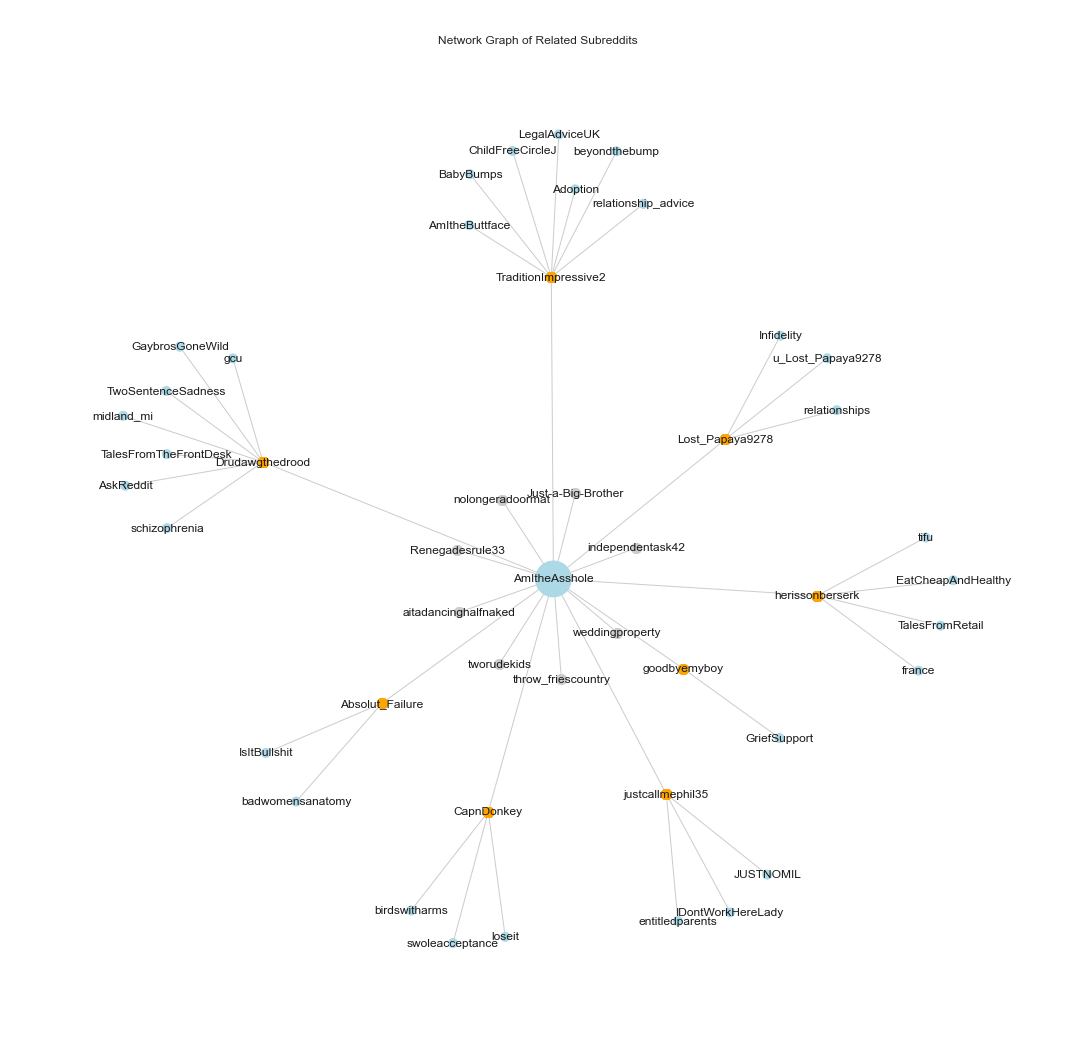 Network Graph of Related Subreddits
LegalAdviceUK
ChildFreeCircleJ
beyondthebump
BabyBumps
Adoption
relationship_advice
AmItheButtface
TraditionImpressive2
Infidelity
GaybrosGoneWild
gcu
u_Lost_Papaya9278
TwoSentenceSadness
midland_mi
relationships
Lost_Papaya9278
TalesFromTheFrontDesk
Drudawgthedrood
AskReddit
nolongeradoormat
Just-a-Big-Brother
schizophrenia
tifu
Renegadesrule33
independentask42
AmItheAsshole
EatCheapAndHealthy
herissonberserk
aitadancinghalfnaked
TalesFromRetail
weddingproperty
tworudekids
goodbyemyboy
france
throw_friescountry
Absolut_Failure
GriefSupport
IsItBullshit
justcallmephil35
badwomensanatomy
CapnDonkey
JUSTNOMIL
birdswitharms
IDontWorkHereLady
entitledparents
loseit
swoleacceptance